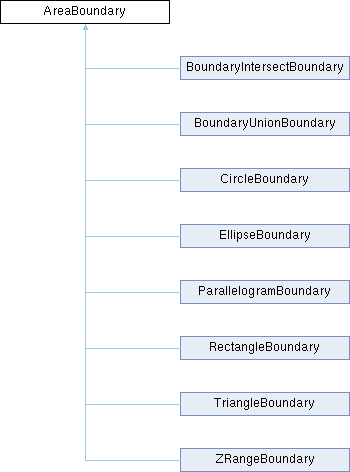 AreaBoundary
BoundaryIntersectBoundary
BoundaryUnionBoundary
CircleBoundary
EllipseBoundary
ParallelogramBoundary
RectangleBoundary
TriangleBoundary
ZRangeBoundary